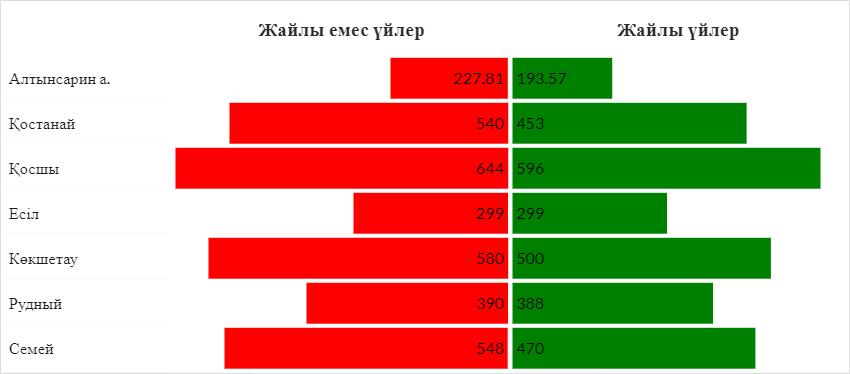 Жайлы емес үйлер Жайлы үйлер
Алтынсарин а. 227.81 193.57
Қостанай 540 453
Қосшы 644 596
Есіл 299 299
Көкшетау 580 500
Рудный 390 388
Семей 548 470